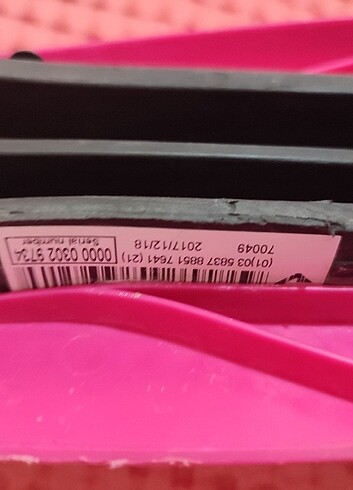 (01)03 5837 8851 7641 (21) 0000 0302 9734
70049 2017/12/18 Serial number